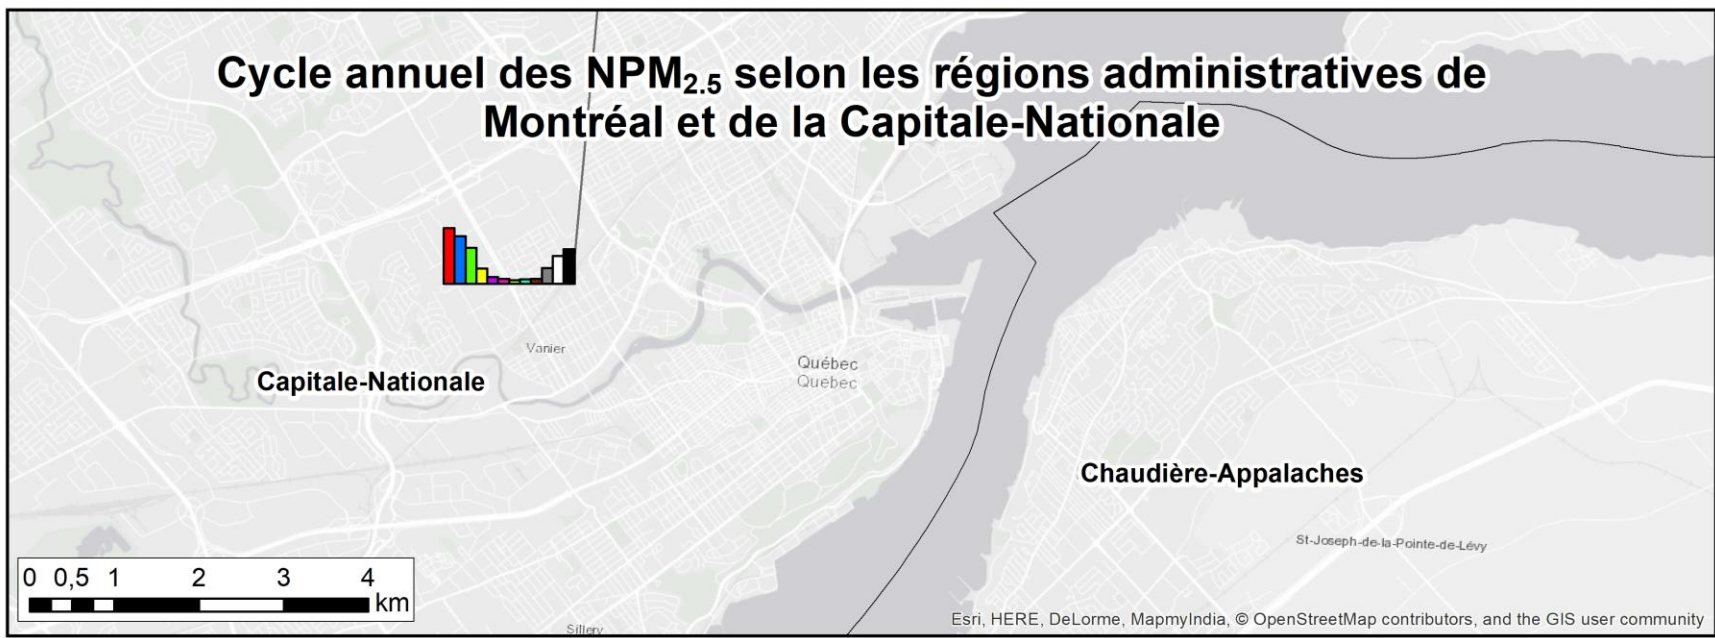 Cycle annuel des NPM2.5 selon les régions administratives de
Montréal et de la Capitale-Nationale
Vanier
Québec
Quebec
Capitale-Nationale
Chaudière-Appalaches
St-Joseph-de-la-Pointe-de-Lévy
0 0,5 1 2 3 4
km
Esri, HERE, DeLorme, MapmyIndia, © OpenStreetMap contributors, and the GIS user community
Sillery